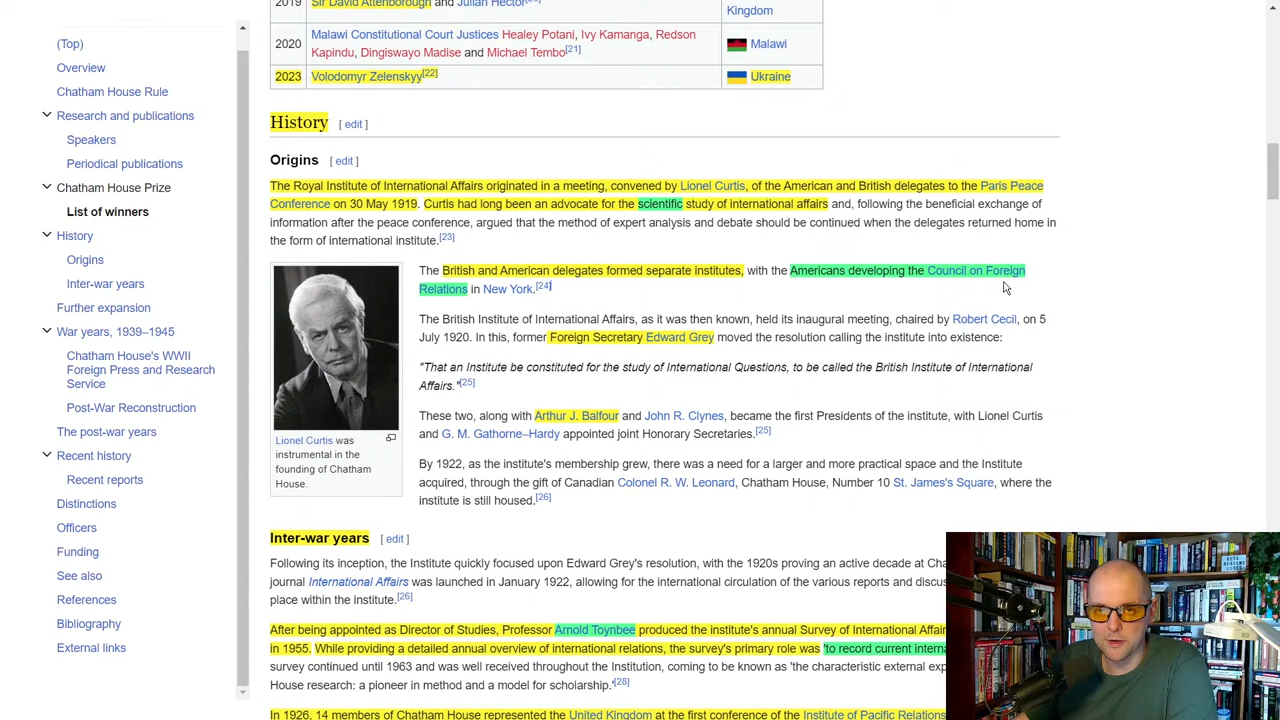 (Top)
Overview
Chatham House Rule
Research and publications
Speakers
Periodical publications
Chatham House Prize
List of winners
History
Origins
Inter-war years
Further expansion
War years, 1939–1945
Chatham House's WWII
Foreign Press and Research
Service
Post-War Reconstruction
The post-war years
Recent history
Recent reports
Distinctions
Officers
Funding
See also
References
Bibliography
External links
2019 Sir David Attenborough and Julian Hector
Kingdom
2020 Malawi Constitutional Court Justices Healey Potani, Ivy Kamanga, Redson
Kapindu, Dingiswayo Madise and Michael Tembo[21] Malawi
2023 Volodomyr Zelenskyy[22] Ukraine
History [ edit ]
Origins [ edit ]
The Royal Institute of International Affairs originated in a meeting, convened by Lionel Curtis, of the American and British delegates to the Paris Peace
Conference on 30 May 1919. Curtis had long been an advocate for the scientific study of international affairs and, following the beneficial exchange of
information after the peace conference, argued that the method of expert analysis and debate should be continued when the delegates returned home in
the form of international institute.[23]
The British and American delegates formed separate institutes, with the Americans developing the Council on Foreign
Relations in New York.[24]
The British Institute of International Affairs, as it was then known, held its inaugural meeting, chaired by Robert Cecil, on 5
July 1920. In this, former Foreign Secretary Edward Grey moved the resolution calling the institute into existence:
"That an Institute be constituted for the study of International Questions, to be called the British Institute of International
Affairs."[25]
These two, along with Arthur J. Balfour and John R. Clynes, became the first Presidents of the institute, with Lionel Curtis
and G. M. Gathorne–Hardy appointed joint Honorary Secretaries.[25]
By 1922, as the institute's membership grew, there was a need for a larger and more practical space and the Institute
acquired, through the gift of Canadian Colonel R. W. Leonard, Chatham House, Number 10 St. James's Square, where the
institute is still housed.[26]
Lionel Curtis was
instrumental in the
founding of Chatham
House.
Inter-war years [ edit ]
Following its inception, the Institute quickly focused upon Edward Grey's resolution, with the 1920s proving an active decade at Cha
journal International Affairs was launched in January 1922, allowing for the international circulation of the various reports and discus
place within the institute.[26]
After being appointed as Director of Studies, Professor Arnold Toynbee produced the institute's annual Survey of International Affair
in 1955. While providing a detailed annual overview of international relations, the survey's primary role was 'to record current interna
survey continued until 1963 and was well received throughout the Institution, coming to be known as 'the characteristic external exp
House research: a pioneer in method and a model for scholarship.'[28]
In 1926, 14 members of Chatham House represented the United Kingdom at the first conference of the Institute of Pacific Relations